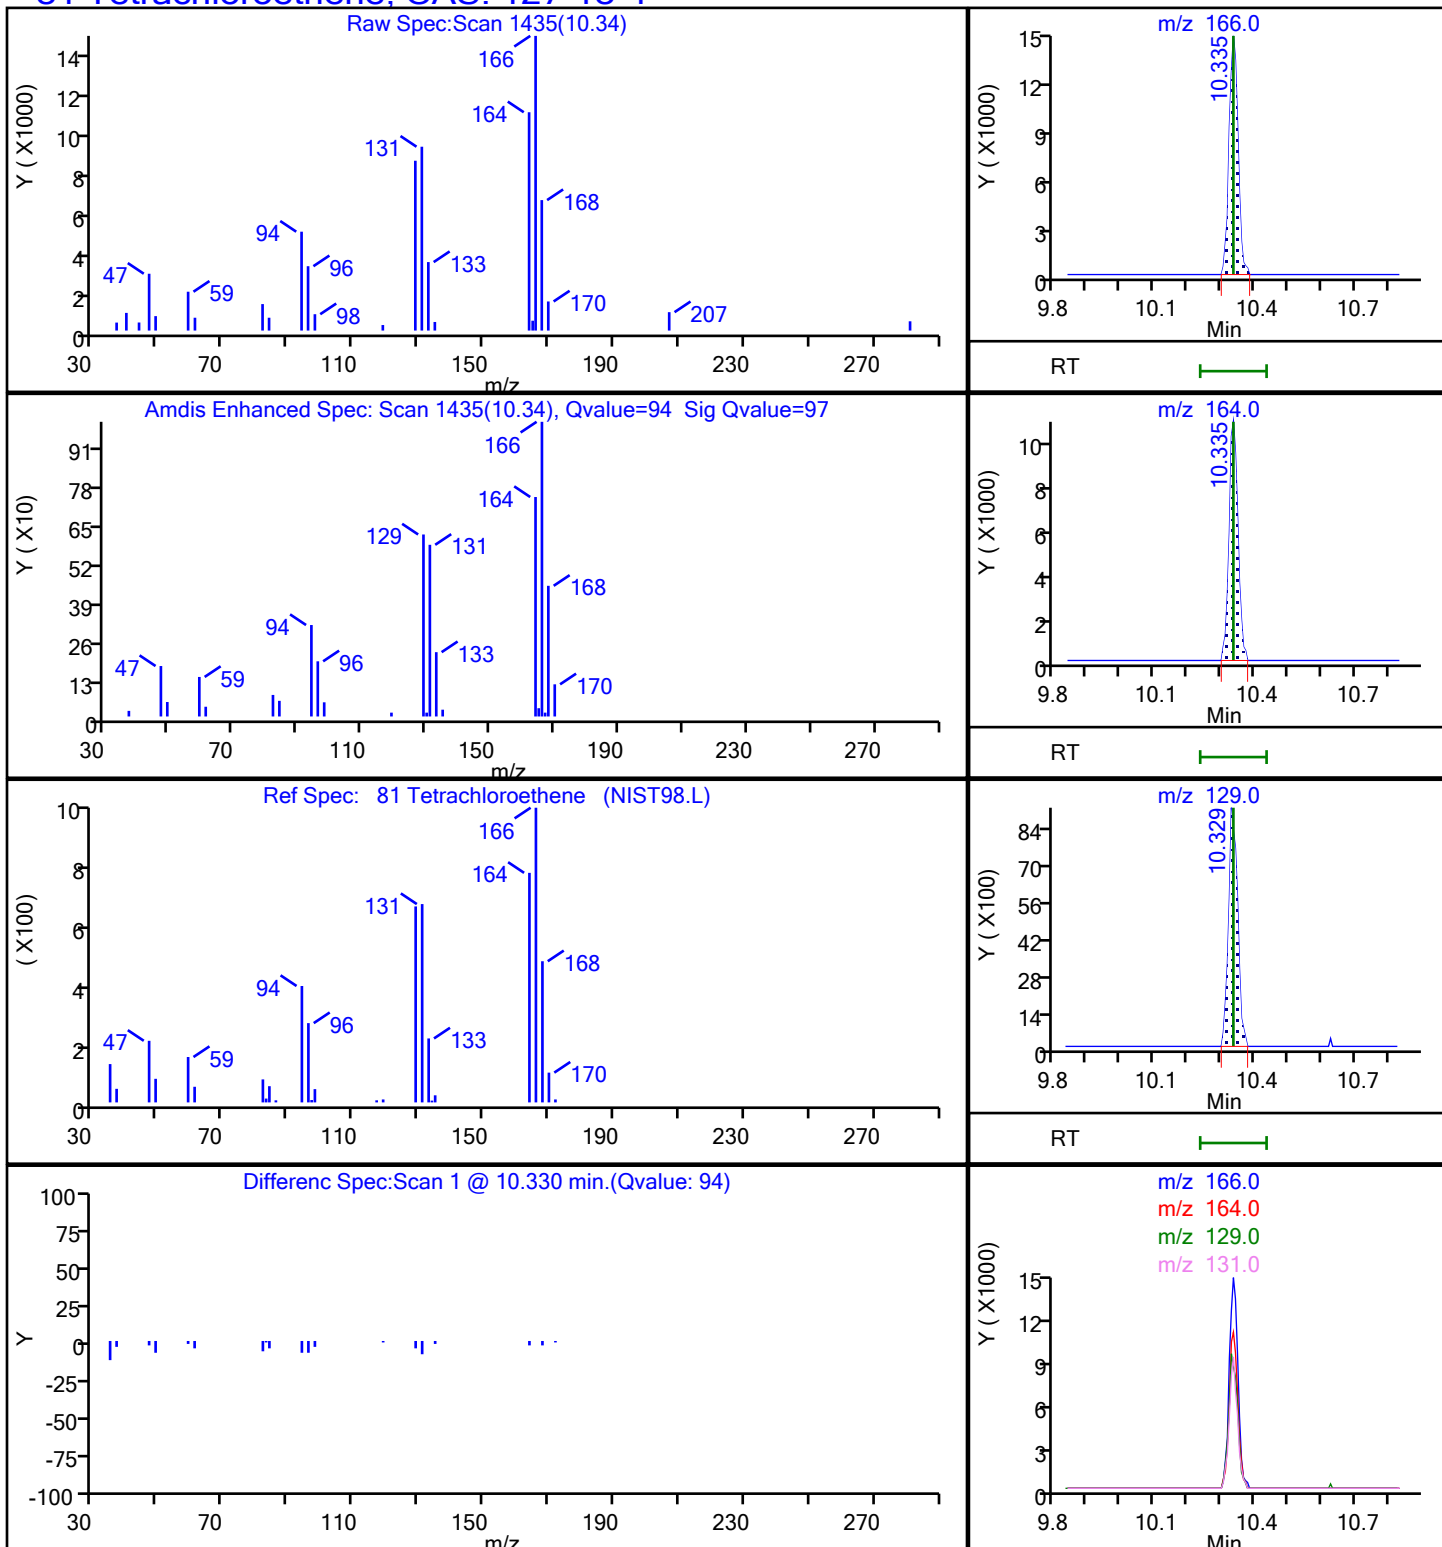 Raw Spec:Scan 1435(10.34)
Y ( X1000)
14
12
10
8
6
4
2
0
166
164
131
168
94
96
133
47
59
98
170
207
30 70 110 150 190 230 270
m/z
m/z 166.0
10.335
Y ( X1000)
15
12
9
6
3
0
9.8 10.1 10.4 10.7
Min
RT
Amdis Enhanced Spec: Scan 1435(10.34), Qvalue=94 Sig Qvalue=97
Y ( X10)
91
78
65
52
39
26
13
0
166
164
129
131
168
94
96
133
47
59
170
30 70 110 150 190 230 270
m/z
m/z 164.0
10.335
Y ( X1000)
10
8
6
4
2
0
9.8 10.1 10.4 10.7
Min
RT
Ref Spec: 81 Tetrachloroethene (NIST98.L)
( X100)
10
8
6
4
2
0
166
164
131
168
94
96
133
47
59
170
30 70 110 150 190 230 270
m/z
m/z 129.0
10.329
Y ( X100)
84
70
56
42
28
14
0
9.8 10.1 10.4 10.7
Min
RT
Differenc Spec:Scan 1 @ 10.330 min.(Qvalue: 94)
Y
100
75
50
25
0
-25
-50
-75
-100
30 70 110 150 190 230 270
m/z
m/z 166.0
m/z 164.0
m/z 129.0
m/z 131.0
Y ( X1000)
15
12
9
6
3
0
9.8 10.1 10.4 10.7
Min